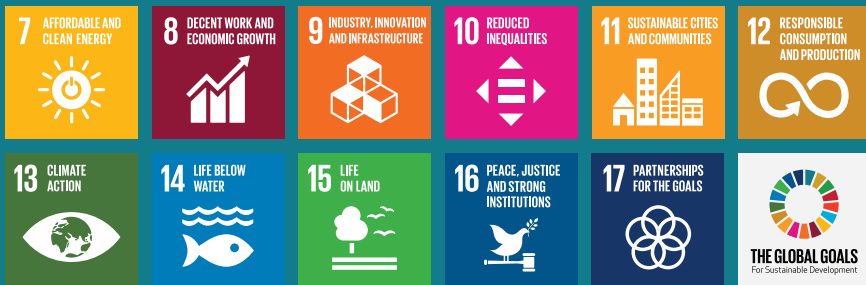 7 AFFORDABLE AND
CLEAN ENERGY
8 DECENT WORK AND
ECONOMIC GROWTH
9 INDUSTRY, INNOVATION
AND INFRASTRUCTURE
10 REDUCED
INEQUALITIES
11 SUSTAINABLE CITIES
AND COMMUNITIES
12 RESPONSIBLE
CONSUMPTION
AND PRODUCTION
13 CLIMATE
ACTION
14 LIFE BELOW
WATER
15 LIFE
ON LAND
16 PEACE, JUSTICE
AND STRONG
INSTITUTIONS
17 PARTNERSHIPS
FOR THE GOALS
THE GLOBAL GOALS
For Sustainable Development